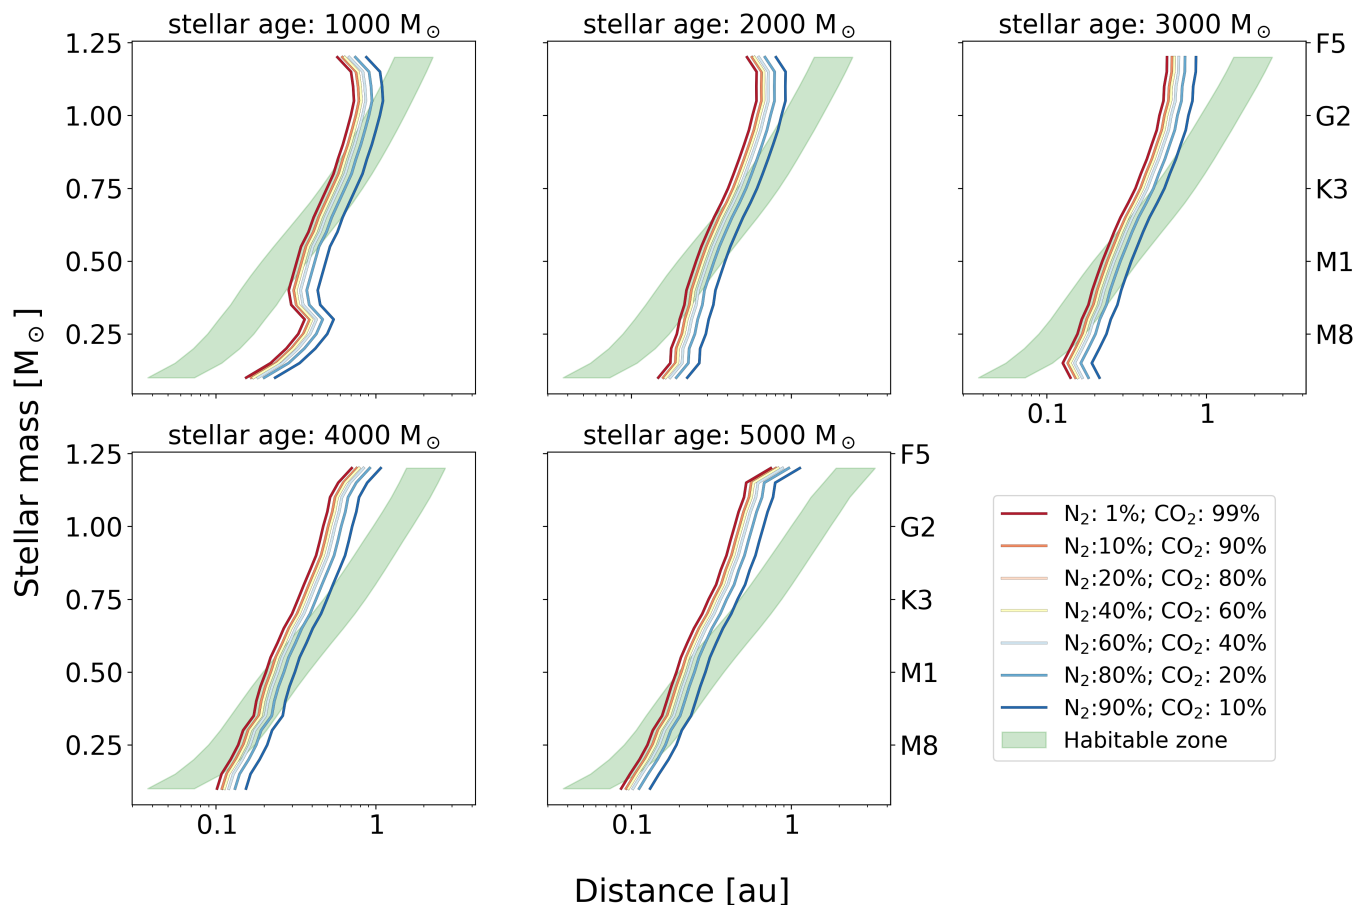 stellar age: 1000 M⊙
stellar age: 2000 M⊙
stellar age: 3000 M⊙
1.25
1.00
0.75
0.50
0.25
F5
G2
K3
M1
M8
0.1
1
stellar age: 4000 M⊙
stellar age: 5000 M⊙
1.25
1.00
0.75
0.50
0.25
0.1
1
0.1
1
F5
G2
K3
M1
M8
Stellar mass [M⊙]
Distance [au]
N₂: 1%; CO₂: 99%
N₂:10%; CO₂: 90%
N₂:20%; CO₂: 80%
N₂:40%; CO₂: 60%
N₂:60%; CO₂: 40%
N₂:80%; CO₂: 20%
N₂:90%; CO₂: 10%
Habitable zone